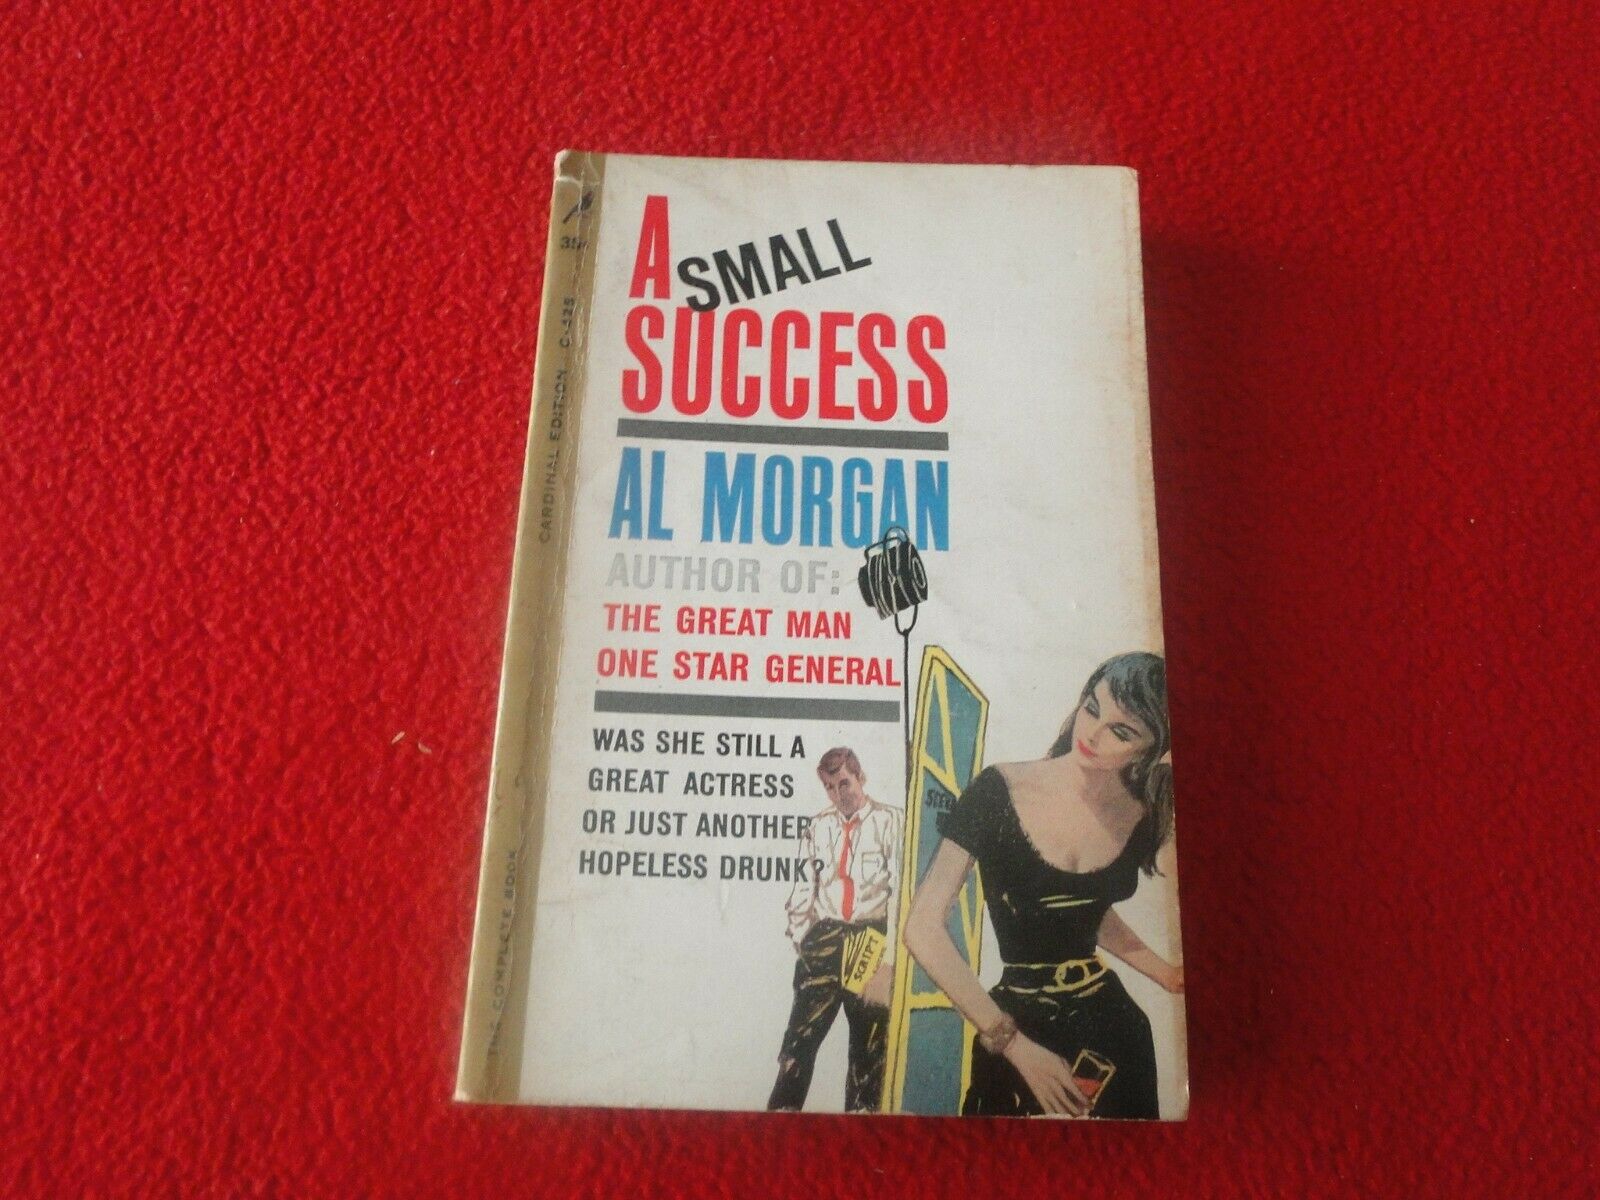 A
SMALL
SUCCESS
AL MORGAN
AUTHOR OF:
THE GREAT MAN
ONE STAR GENERAL
WAS SHE STILL A
GREAT ACTRESS
OR JUST ANOTHER
HOPELESS DRUNK?
SCRIPT
35¢
CARDINAL EDITION
C-425
COMPLETE BOOK